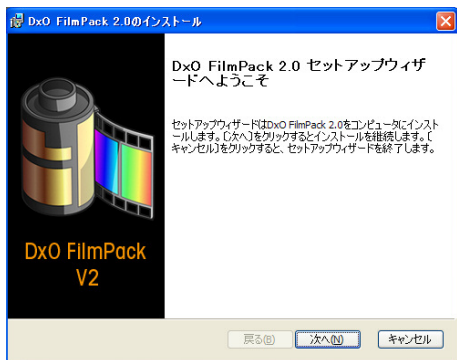 DxO FilmPack 2.0のインストール
DxO FilmPack 2.0 セットアップウィザ
ードへようこそ
セットアップウィザードはDxO FilmPack 2.0をコンピュータにインスト
ールします。[次へ]をクリックするとインストールを継続します。[
キャンセル]をクリックすると、セットアップウィザードを終了します。
DxO FilmPack
V2
戻る(B)
次へ(N)
キャンセル